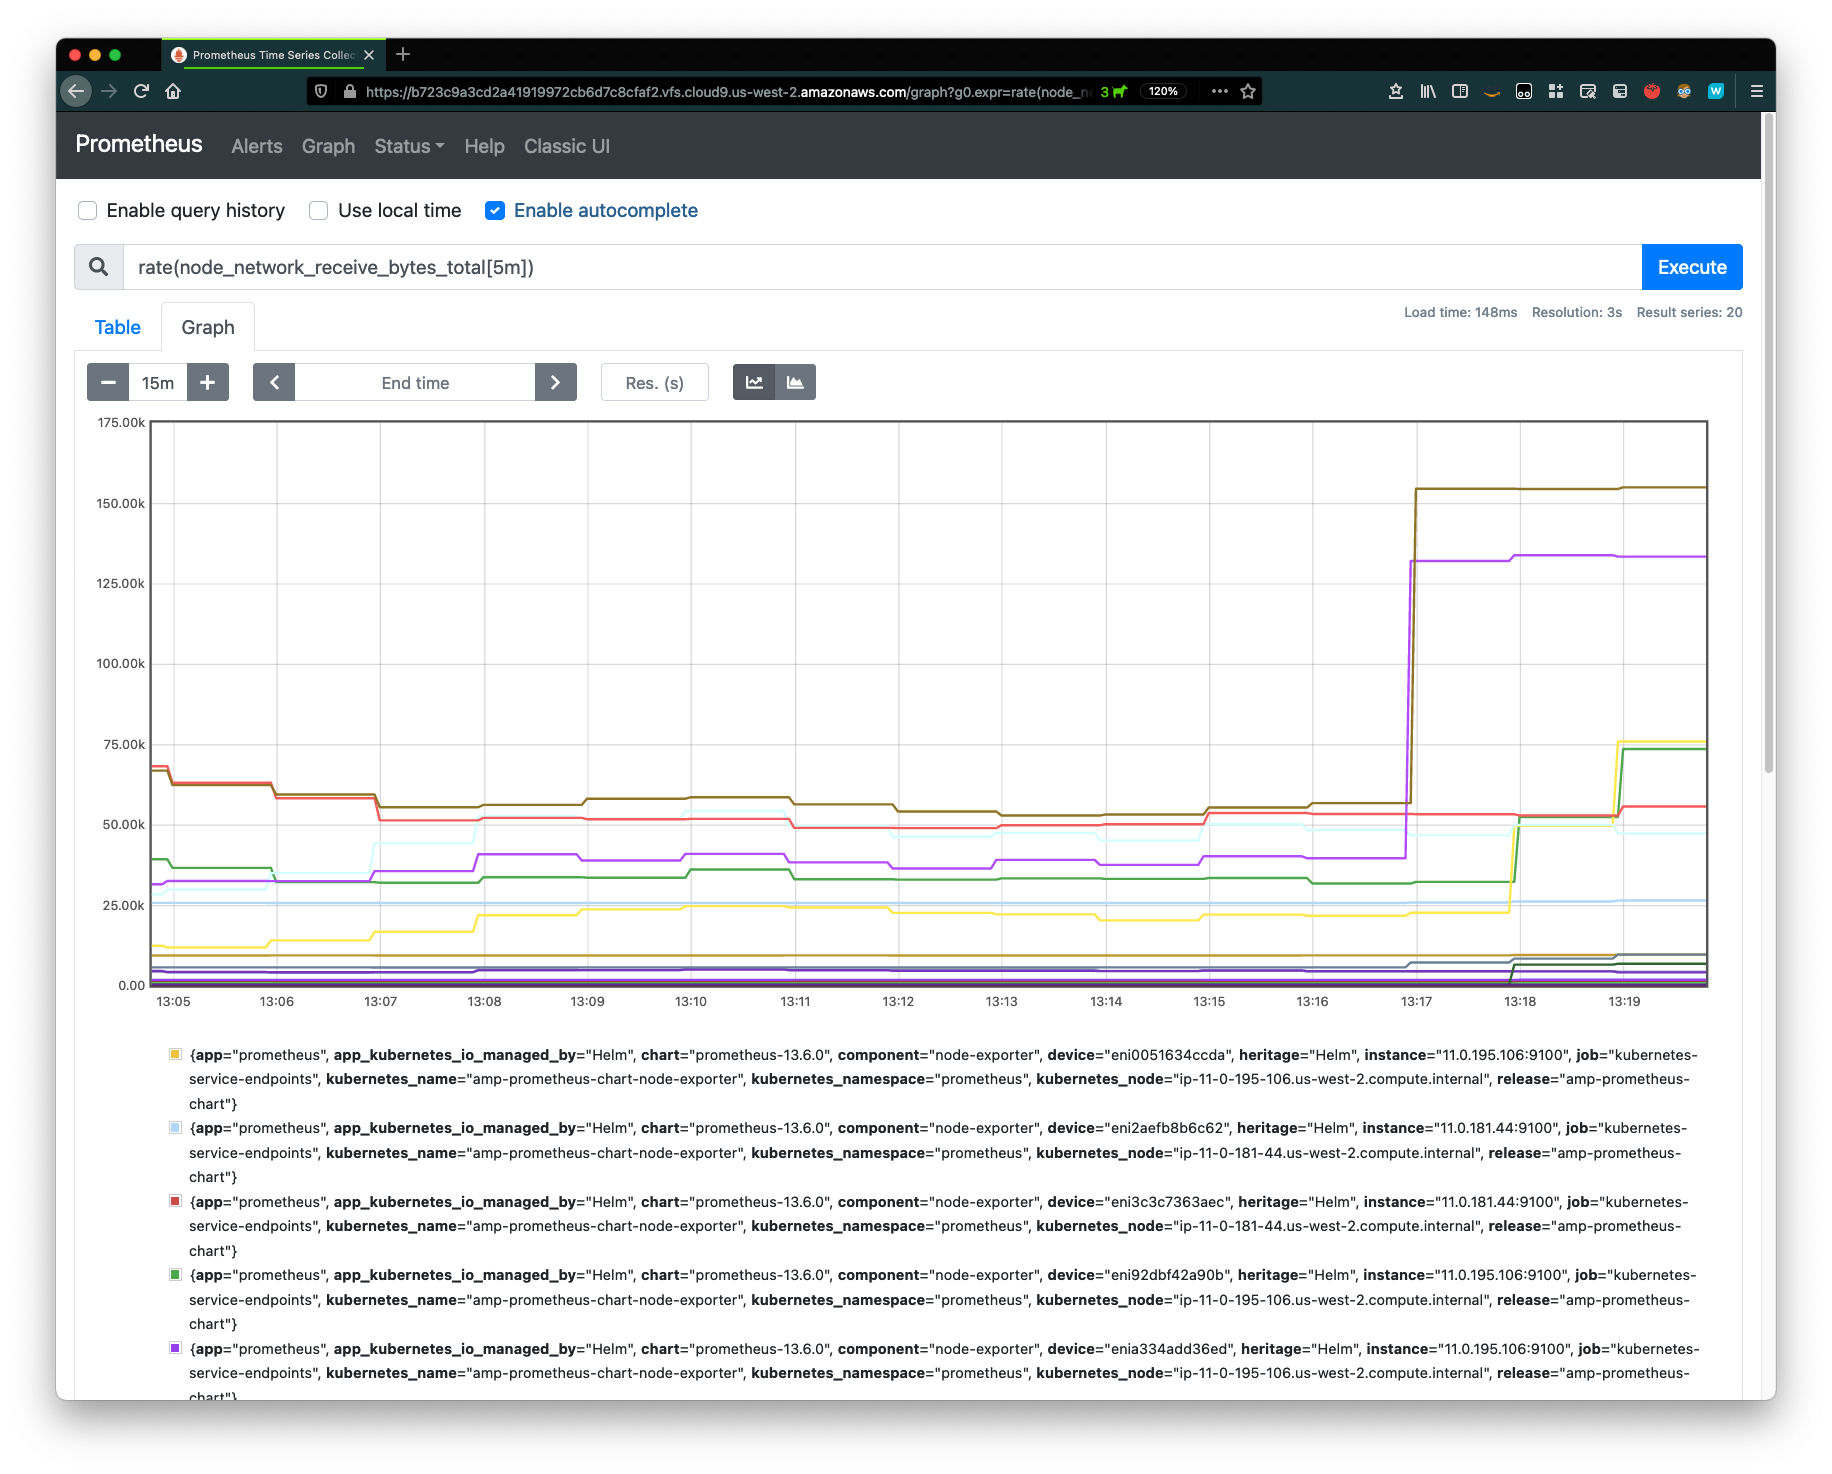 Prometheus Time Series Collec
https://b723c9a3cd2a41919972cb6d7c8cfaf2.vfs.cloud9.us-west-2.amazonaws.com/graph?g0.expr=rate(node_n 3 120%
Prometheus Alerts Graph Status Help Classic UI
Enable query history Use local time Enable autocomplete
rate(node_network_receive_bytes_total[5m]) Execute
Load time: 148ms Resolution: 3s Result series: 20
Table Graph
15m End time Res. (s)
175.00k
150.00k
125.00k
100.00k
75.00k
50.00k
25.00k
0.00
13:05 13:06 13:07 13:08 13:09 13:10 13:11 13:12 13:13 13:14 13:15 13:16 13:17 13:18 13:19
{app="prometheus", app_kubernetes_io_managed_by="Helm", chart="prometheus-13.6.0", component="node-exporter", device="eni0051634ccda", heritage="Helm", instance="11.0.195.106:9100", job="kubernetes-
service-endpoints", kubernetes_name="amp-prometheus-chart-node-exporter", kubernetes_namespace="prometheus", kubernetes_node="ip-11-0-195-106.us-west-2.compute.internal", release="amp-prometheus-
chart"}
{app="prometheus", app_kubernetes_io_managed_by="Helm", chart="prometheus-13.6.0", component="node-exporter", device="eni2aefb8b6c62", heritage="Helm", instance="11.0.181.44:9100", job="kubernetes-
service-endpoints", kubernetes_name="amp-prometheus-chart-node-exporter", kubernetes_namespace="prometheus", kubernetes_node="ip-11-0-181-44.us-west-2.compute.internal", release="amp-prometheus-
chart"}
{app="prometheus", app_kubernetes_io_managed_by="Helm", chart="prometheus-13.6.0", component="node-exporter", device="eni3c3c7363aec", heritage="Helm", instance="11.0.181.44:9100", job="kubernetes-
service-endpoints", kubernetes_name="amp-prometheus-chart-node-exporter", kubernetes_namespace="prometheus", kubernetes_node="ip-11-0-181-44.us-west-2.compute.internal", release="amp-prometheus-
chart"}
{app="prometheus", app_kubernetes_io_managed_by="Helm", chart="prometheus-13.6.0", component="node-exporter", device="eni92dbf42a90b", heritage="Helm", instance="11.0.195.106:9100", job="kubernetes-
service-endpoints", kubernetes_name="amp-prometheus-chart-node-exporter", kubernetes_namespace="prometheus", kubernetes_node="ip-11-0-195-106.us-west-2.compute.internal", release="amp-prometheus-
chart"}
{app="prometheus", app_kubernetes_io_managed_by="Helm", chart="prometheus-13.6.0", component="node-exporter", device="enia334add36ed", heritage="Helm", instance="11.0.195.106:9100", job="kubernetes-
service-endpoints", kubernetes_name="amp-prometheus-chart-node-exporter", kubernetes_namespace="prometheus", kubernetes_node="ip-11-0-195-106.us-west-2.compute.internal", release="amp-prometheus-
chart"}